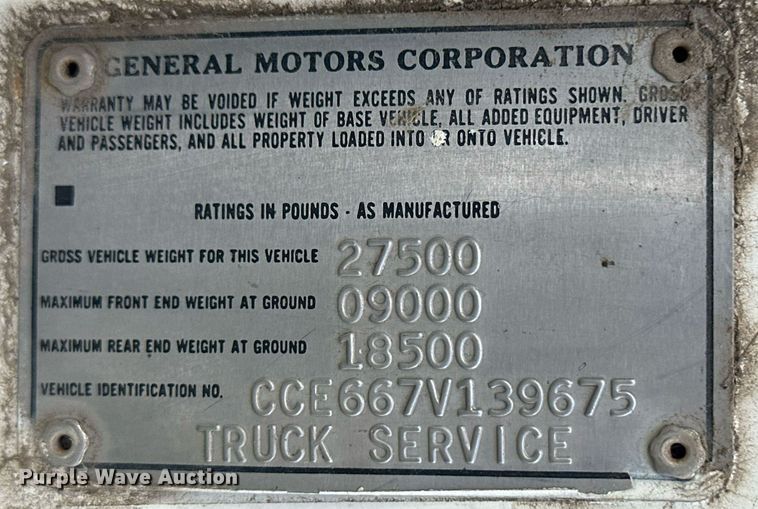 GENERAL MOTORS CORPORATION
WARRANTY MAY BE VOIDED IF WEIGHT EXCEEDS ANY OF RATINGS SHOWN. GROSS
VEHICLE WEIGHT INCLUDES WEIGHT OF BASE VEHICLE, ALL ADDED EQUIPMENT, DRIVER
AND PASSENGERS, AND ALL PROPERTY LOADED INTO OR ONTO VEHICLE.
RATINGS IN POUNDS - AS MANUFACTURED
GROSS VEHICLE WEIGHT FOR THIS VEHICLE 27500
MAXIMUM FRONT END WEIGHT AT GROUND 09000
MAXIMUM REAR END WEIGHT AT GROUND 18500
VEHICLE IDENTIFICATION NO. CCE667V139675
TRUCK SERVICE
Purple Wave Auction